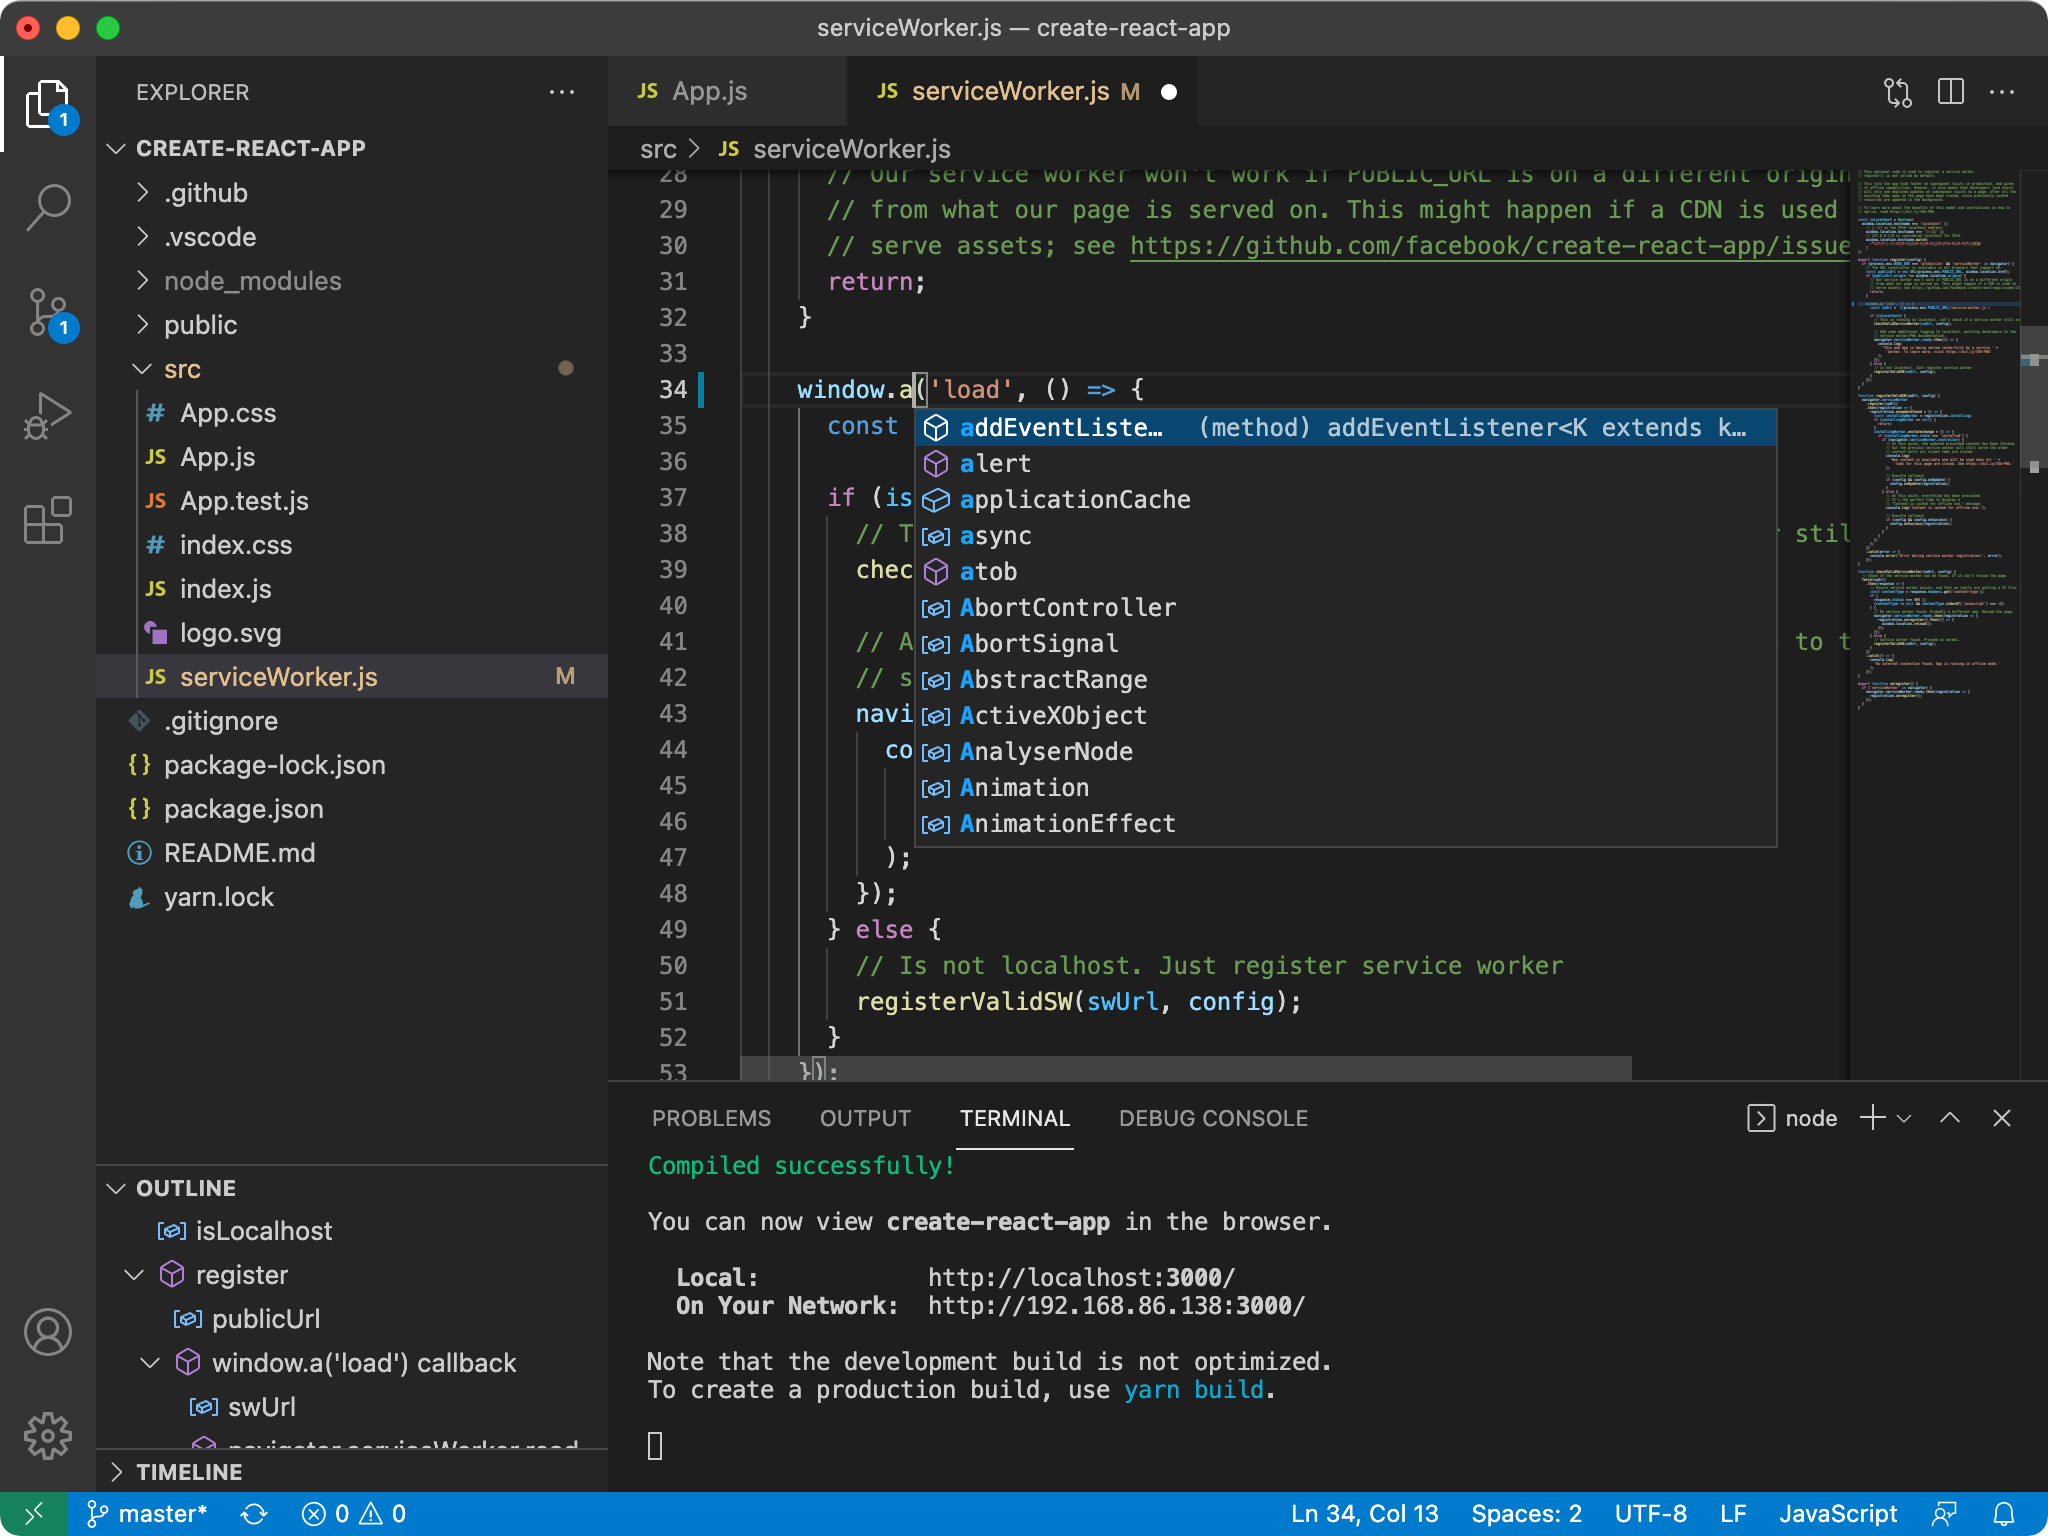 serviceWorker.js — create-react-app
1
1
EXPLORER
CREATE-REACT-APP
.github
.vscode
node_modules
public
src
# App.css
JS App.js
JS App.test.js
# index.css
JS index.js
logo.svg
JS serviceWorker.js M
.gitignore
{} package-lock.json
{} package.json
README.md
yarn.lock
OUTLINE
isLocalhost
register
publicUrl
window.a('load') callback
swUrl
navigator.serviceWorker.read
TIMELINE
JS App.js
JS serviceWorker.js M
src > JS serviceWorker.js
28 // Our service worker won't work if PUBLIC_URL is on a different origin
29 // from what our page is served on. This might happen if a CDN is used
30 // serve assets; see https://github.com/facebook/create-react-app/issue
31 return;
32 }
33
34 window.a('load', () => {
35 const
36
37 if (is
38 // T r stil
39 chec
40
41 // A to t
42 // s
43 navi
44 co
45
46
47 );
48 });
49 } else {
50 // Is not localhost. Just register service worker
51 registerValidSW(swUrl, config);
52 }
53 });
addEventListe… (method) addEventListener<K extends k…
alert
applicationCache
async
atob
AbortController
AbortSignal
AbstractRange
ActiveXObject
AnalyserNode
Animation
AnimationEffect
PROBLEMS OUTPUT TERMINAL DEBUG CONSOLE
node
Compiled successfully!
You can now view create-react-app in the browser.
Local: http://localhost:3000/
On Your Network: http://192.168.86.138:3000/
Note that the development build is not optimized.
To create a production build, use yarn build.
master* 0 0
Ln 34, Col 13 Spaces: 2 UTF-8 LF JavaScript